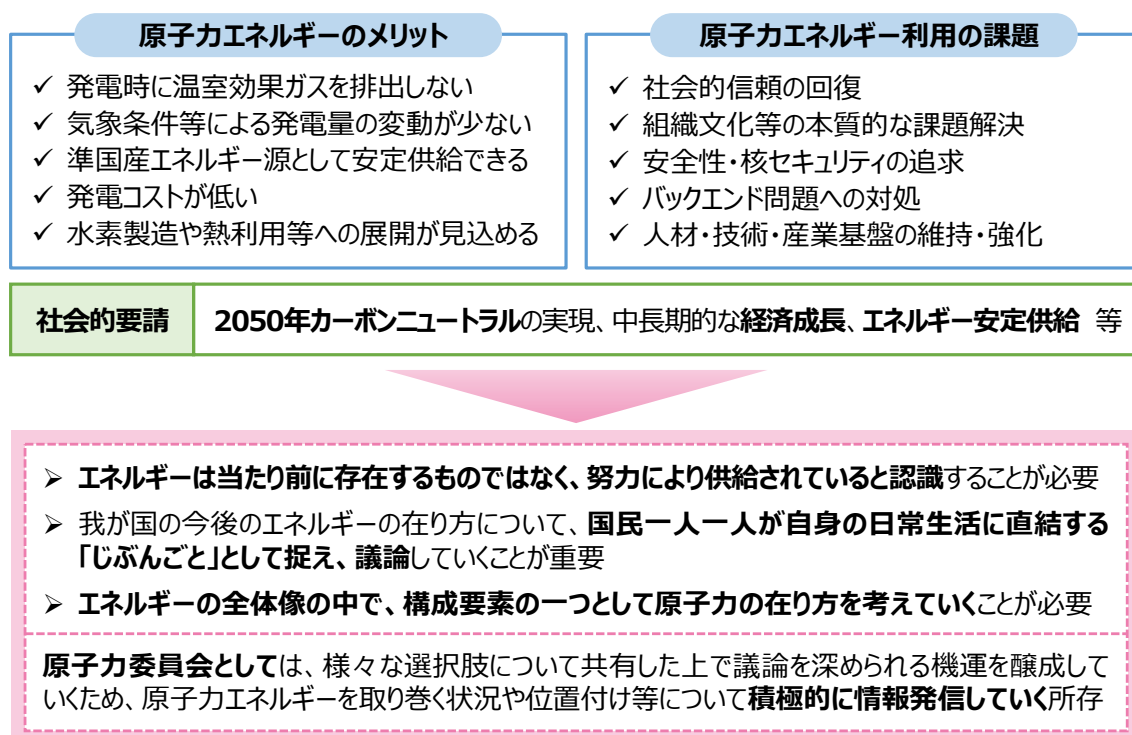 原子力エネルギーのメリット
✓ 発電時に温室効果ガスを排出しない
✓ 気象条件等による発電量の変動が少ない
✓ 準国産エネルギー源として安定供給できる
✓ 発電コストが低い
✓ 水素製造や熱利用等への展開が見込める
原子力エネルギー利用の課題
✓ 社会的信頼の回復
✓ 組織文化等の本質的な課題解決
✓ 安全性・核セキュリティの追求
✓ バックエンド問題への対処
✓ 人材・技術・産業基盤の維持・強化
社会的要請
2050年カーボンニュートラルの実現、中長期的な経済成長、エネルギー安定供給 等
➢ エネルギーは当たり前に存在するものではなく、努力により供給されていると認識することが必要
➢ 我が国の今後のエネルギーの在り方について、国民一人一人が自身の日常生活に直結する
「じぶんごと」として捉え、議論していくことが重要
➢ エネルギーの全体像の中で、構成要素の一つとして原子力の在り方を考えていくことが必要
原子力委員会としては、様々な選択肢について共有した上で議論を深められる機運を醸成して
いくため、原子力エネルギーを取り巻く状況や位置付け等について積極的に情報発信していく所存